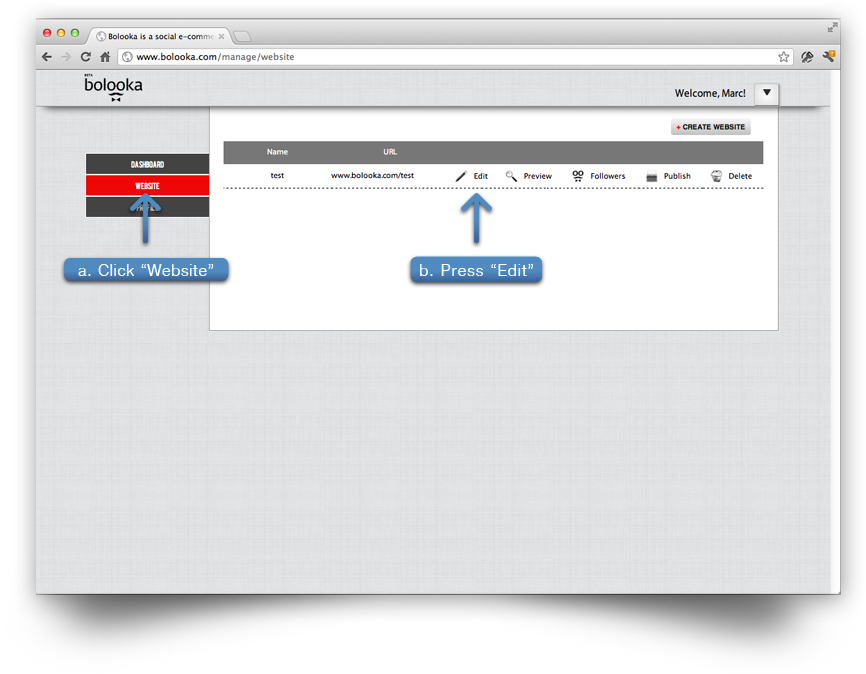 Bolooka is a social e-comme
www.bolooka.com/manage/website
BETA
bolooka
Welcome, Marc!
+ CREATE WEBSITE
Name URL
DASHBOARD
test www.bolooka.com/test Edit Preview Followers Publish Delete
WEBSITE
a. Click “Website”
b. Press “Edit”